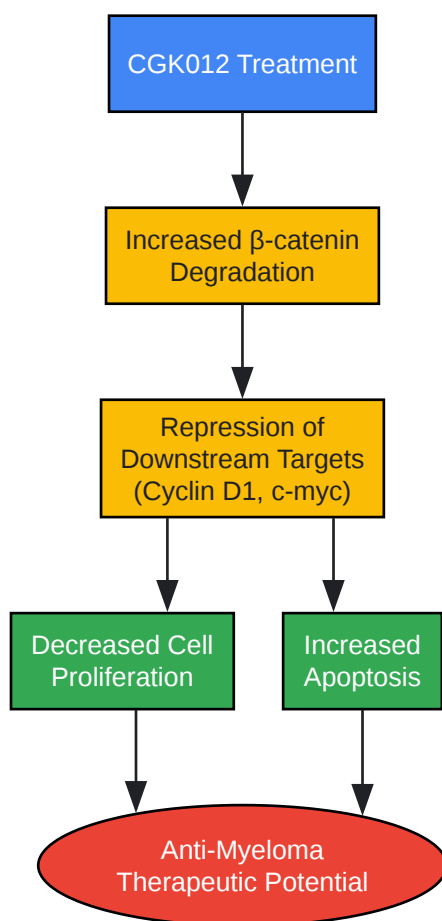 CGK012 Treatment
Increased β-catenin
Degradation
Repression of
Downstream Targets
(Cyclin D1, c-myc)
Decreased Cell
Proliferation
Increased
Apoptosis
Anti-Myeloma
Therapeutic Potential